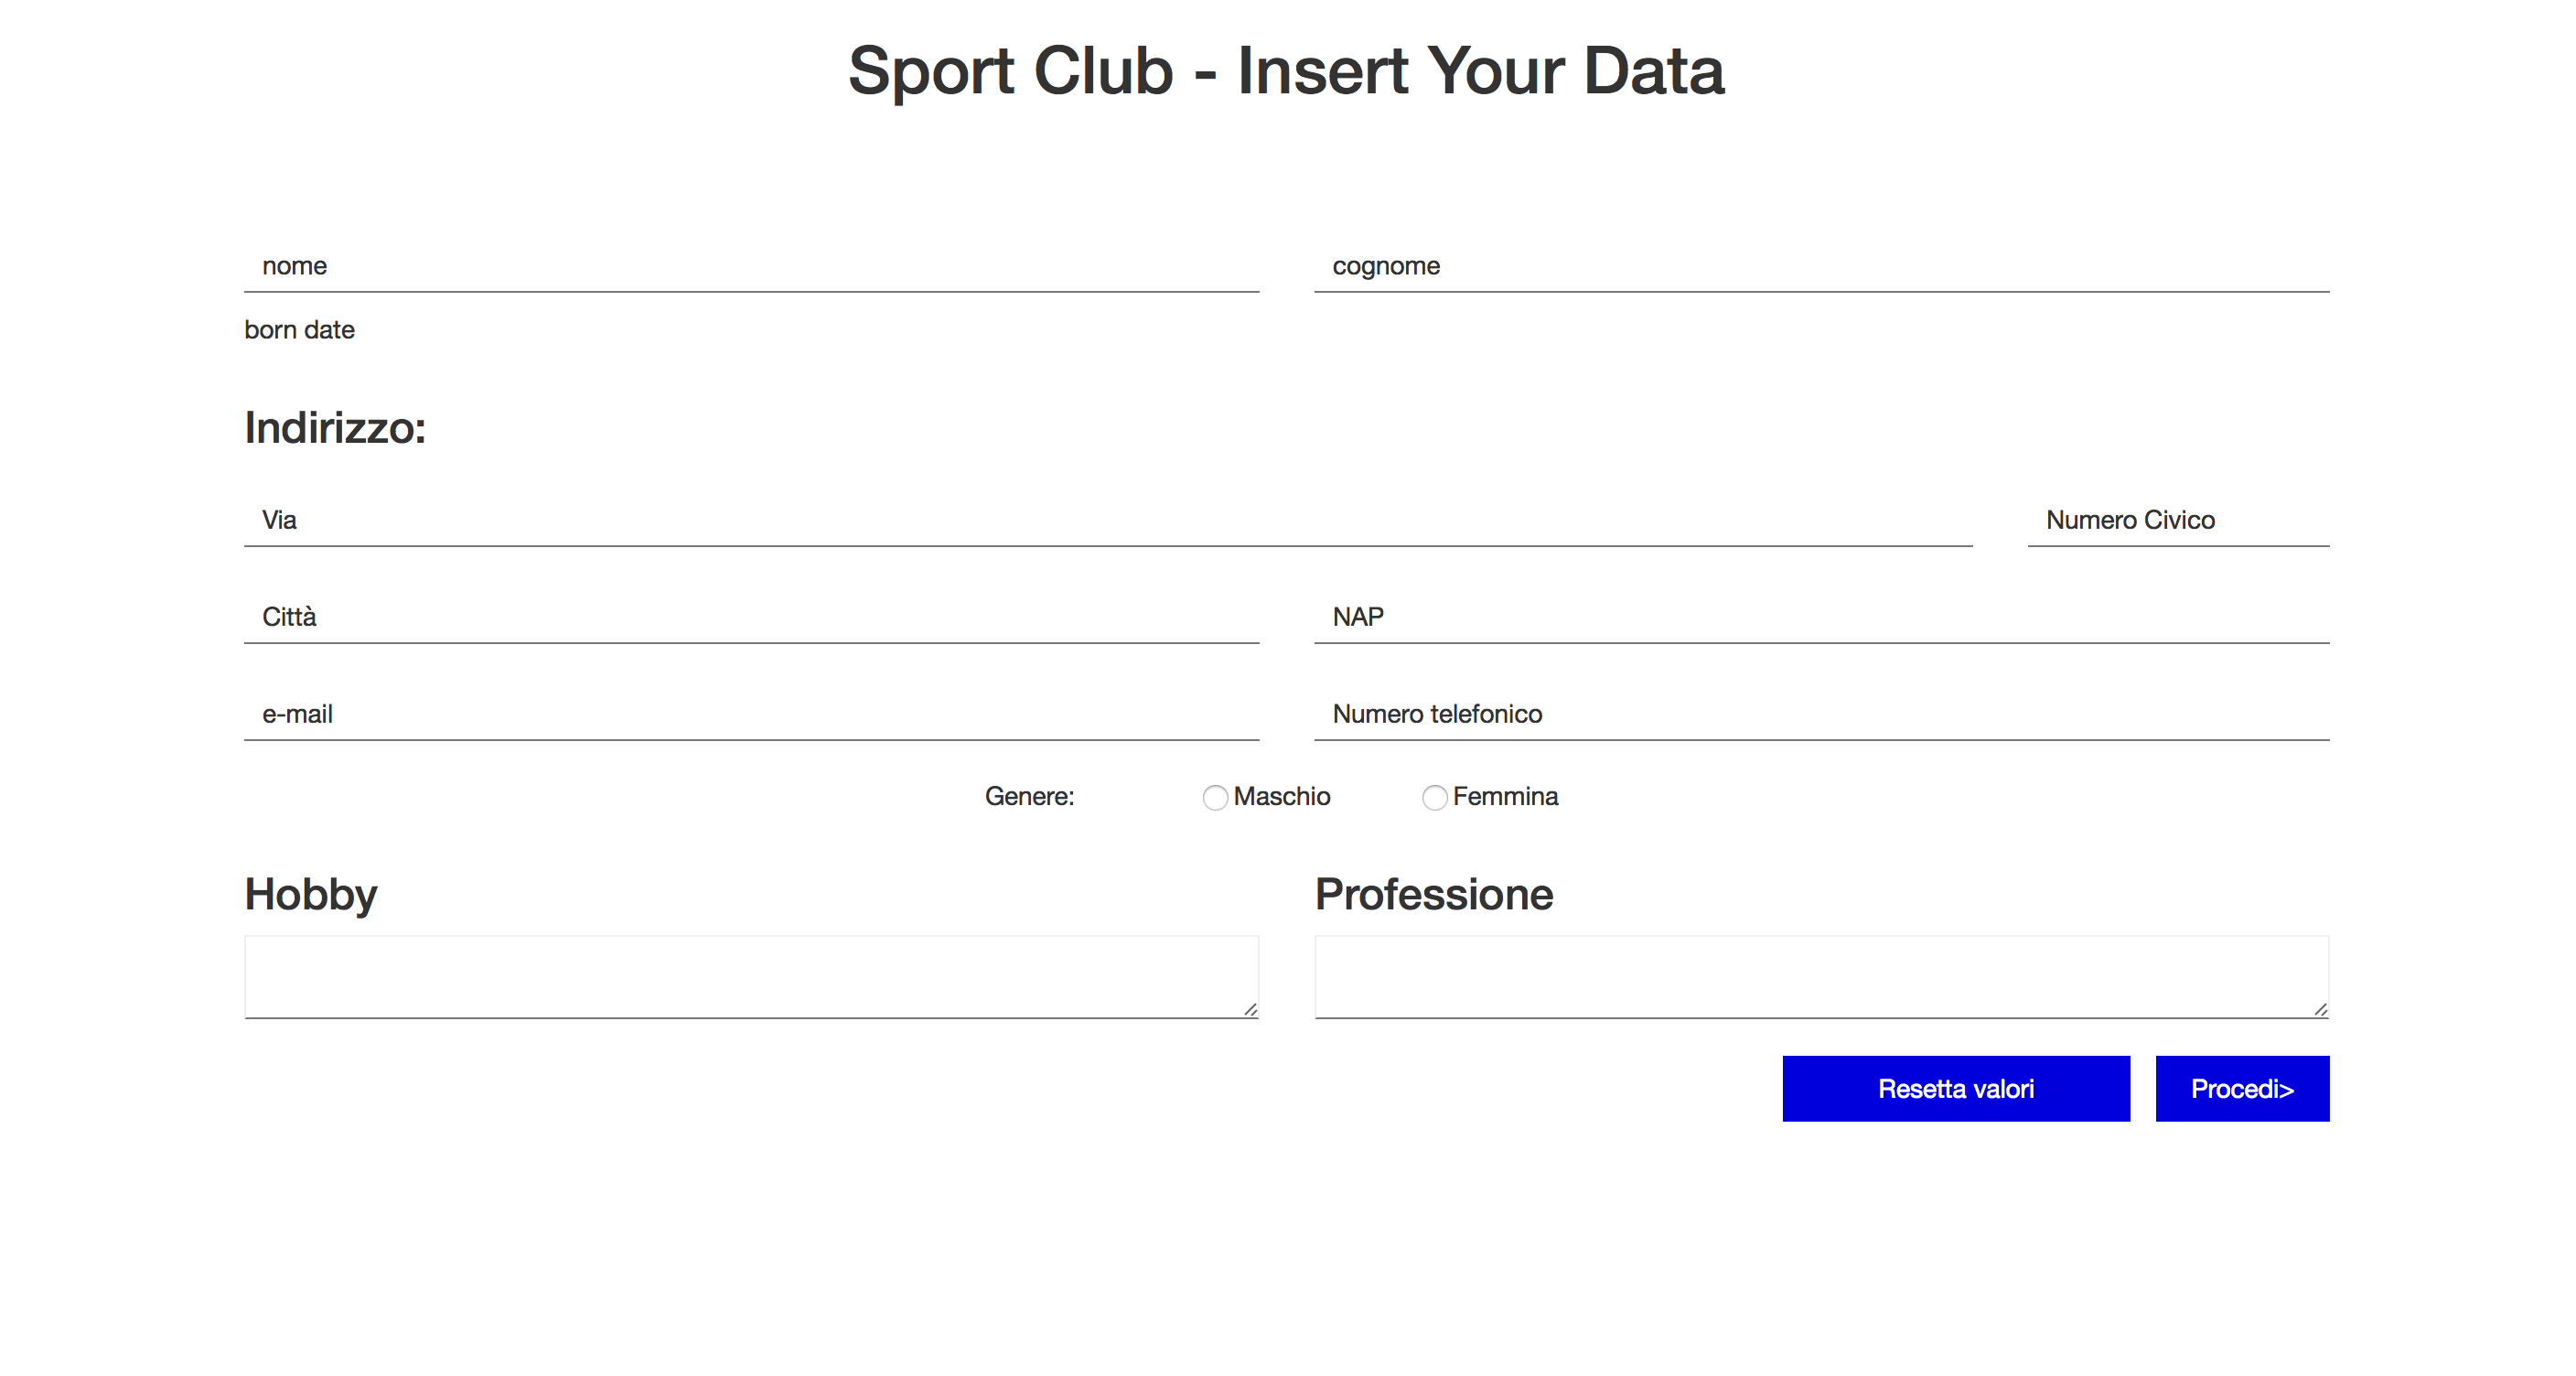 Sport Club - Insert Your Data
nome
cognome
born date
Indirizzo:
Via
Numero Civico
Città
NAP
e-mail
Numero telefonico
Genere:
Maschio
Femmina
Hobby
Professione
Resetta valori
Procedi>